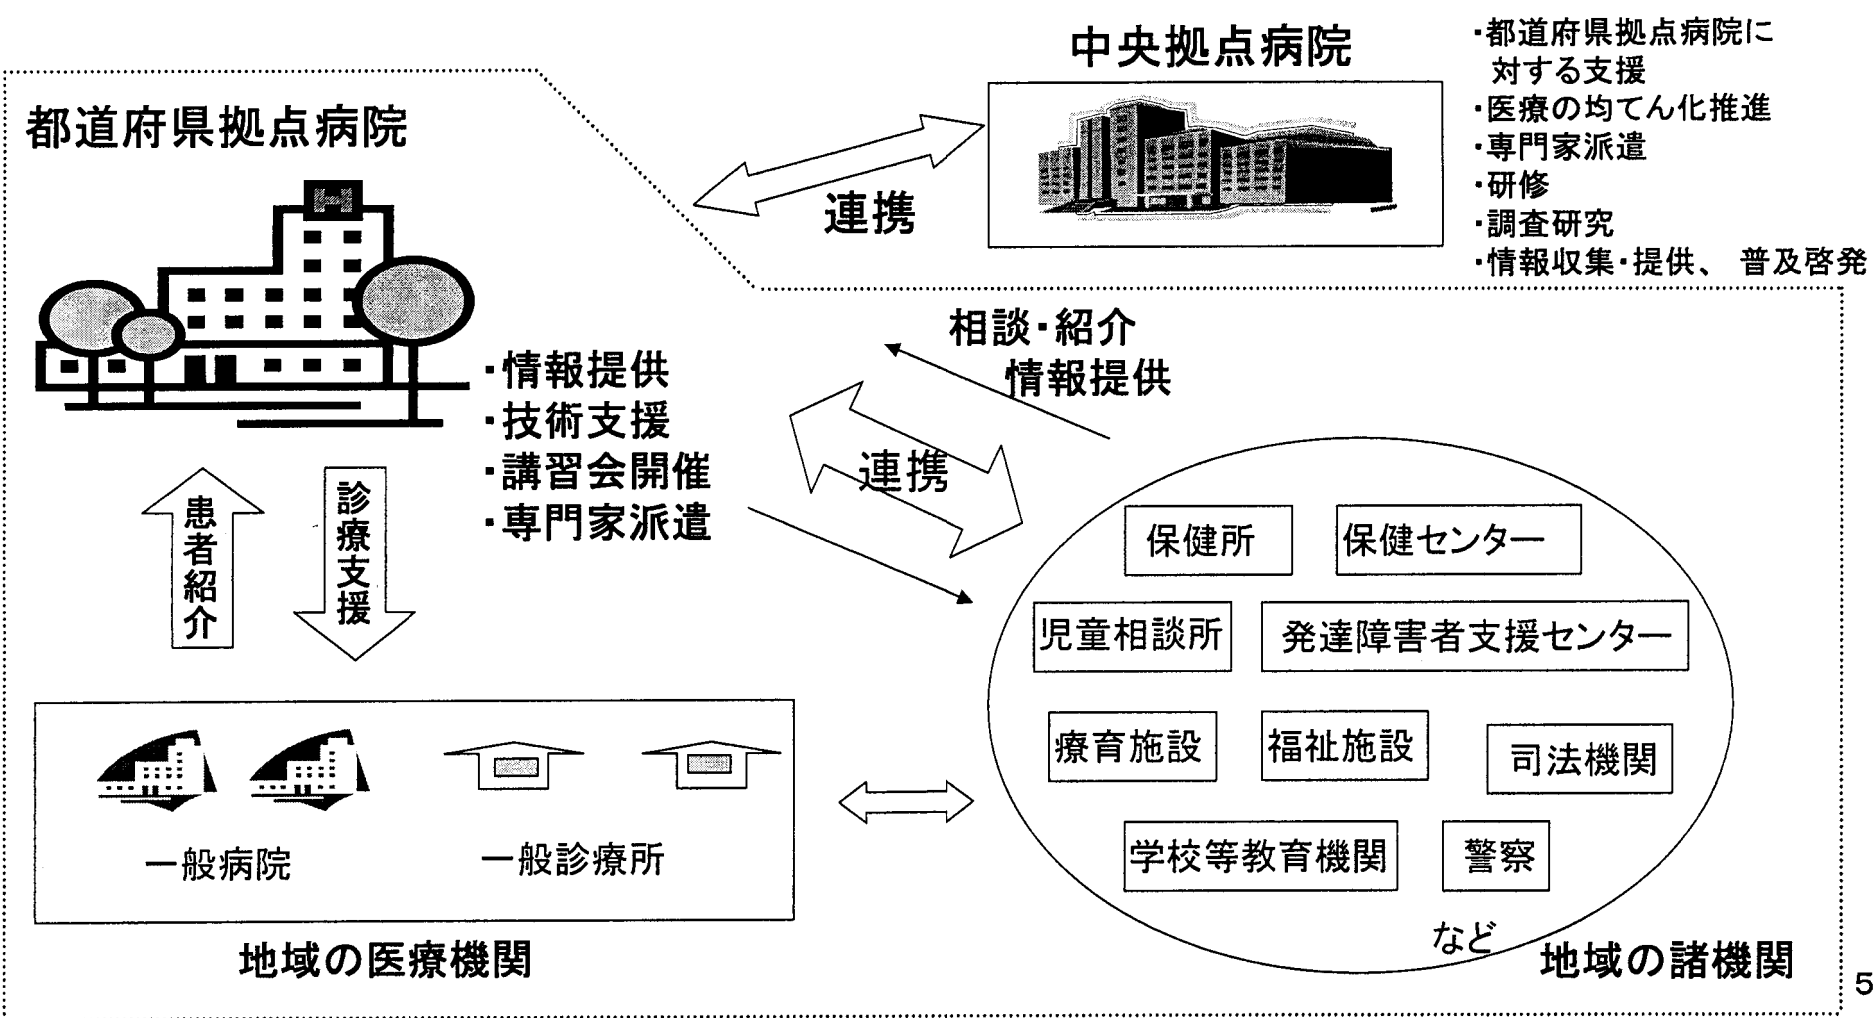 中央拠点病院
・都道府県拠点病院に
対する支援
・医療の均てん化推進
・専門家派遣
・研修
・調査研究
・情報収集・提供、 普及啓発
都道府県拠点病院
H
連携
相談・紹介
情報提供
・情報提供
・技術支援
・講習会開催
・専門家派遣
連携
患者紹介
診療支援
保健所
保健センター
児童相談所
発達障害者支援センター
療育施設
福祉施設
司法機関
学校等教育機関
警察
など
地域の諸機関
一般病院
一般診療所
地域の医療機関
5